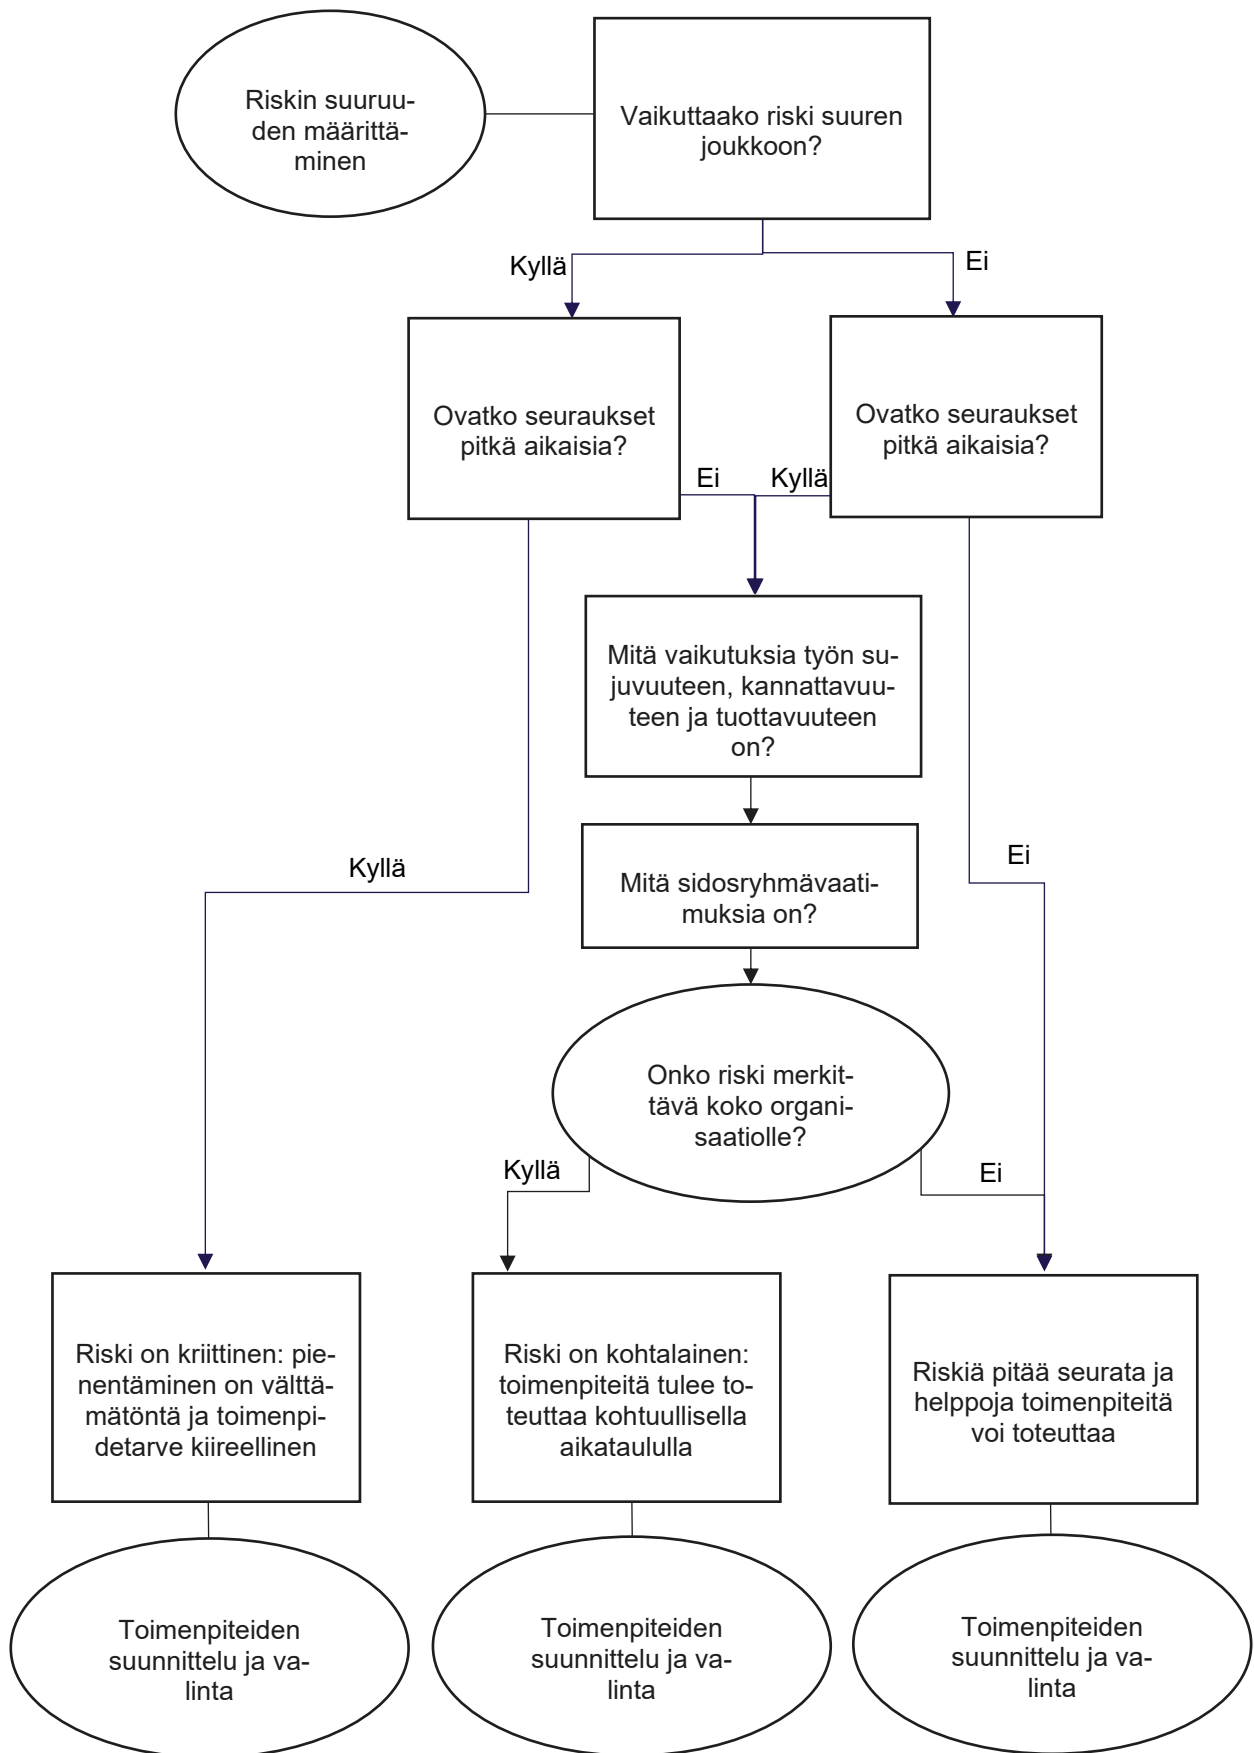 Riskin suuruu-
den määrittä-
minen
Vaikuttaako riski suuren
joukkoon?
Kyllä
Ei
Ovatko seuraukset
pitkä aikaisia?
Ovatko seuraukset
pitkä aikaisia?
Ei
Kyllä
Mitä vaikutuksia työn su-
juvuuteen, kannattavuu-
teen ja tuottavuuteen
on?
Kyllä
Ei
Mitä sidosryhmävaati-
muksia on?
Onko riski merkit-
tävä koko organi-
saatiolle?
Kyllä
Ei
Riski on kriittinen: pie-
nentäminen on välttä-
mätöntä ja toimenpi-
detarve kiireellinen
Riski on kohtalainen:
toimenpiteitä tulee to-
teuttaa kohtuullisella
aikataululla
Riskiä pitää seurata ja
helppoja toimenpiteitä
voi toteuttaa
Toimenpiteiden
suunnittelu ja va-
linta
Toimenpiteiden
suunnittelu ja va-
linta
Toimenpiteiden
suunnittelu ja va-
linta